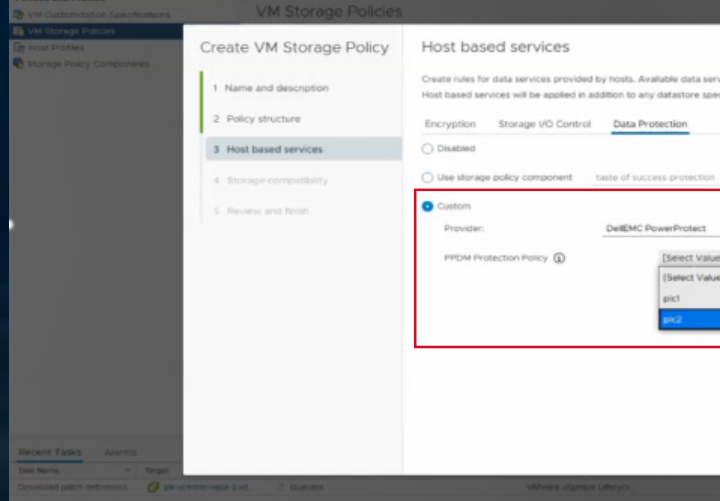 VM Customization Specifications
VM Storage Policies
Host Profiles
Storage Policy Components
VM Storage Policies
Create VM Storage Policy
1 Name and description
2 Policy structure
3 Host based services
4 Storage compatibility
5 Review and finish
Host based services
Create rules for data services provided by hosts. Available data
Host based services will be applied in addition to any datastore
Encryption Storage I/O Control Data Protection
Disabled
Use storage policy component taste of success protection
Custom
Provider: DellEMC PowerProtect
PPDM Protection Policy
[Select Value
[Select Value
plc1
plc2
Recent Tasks Alarms
Task Name Target
Download patch definitions Queued